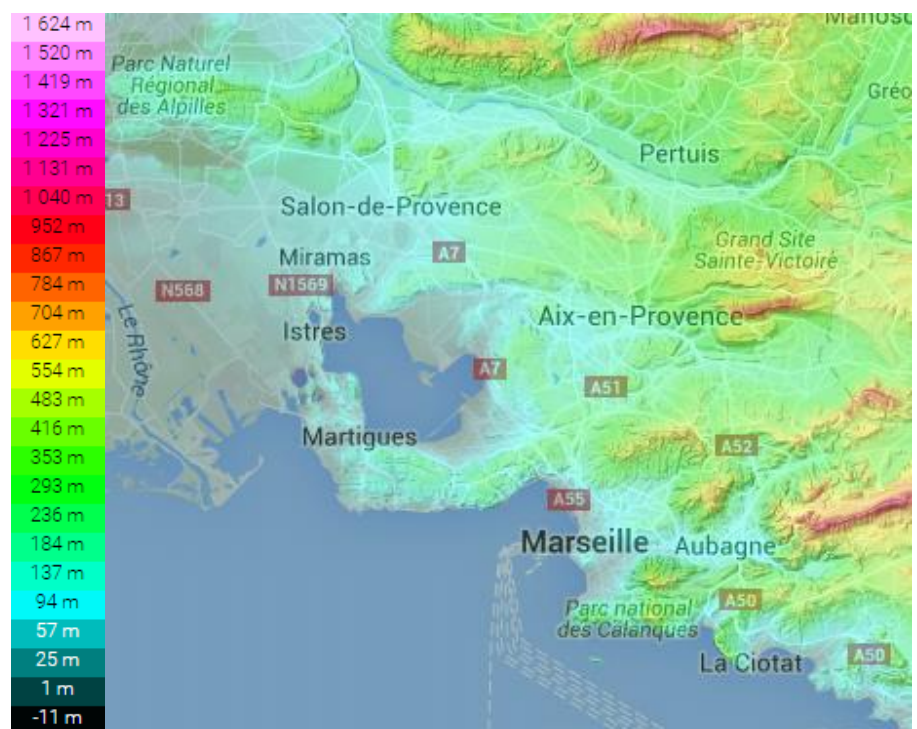 1 624 m
1 520 m
1 419 m
1 321 m
1 225 m
1 131 m
1 040 m
952 m
867 m
784 m
704 m
627 m
554 m
483 m
416 m
353 m
293 m
236 m
184 m
137 m
94 m
57 m
25 m
1 m
-11 m
Manosc
Parc Naturel
Régional
des Alpilles
Gréo
Pertuis
13
Salon-de-Provence
Grand Site
Sainte-Victoire
Miramas
A7
N568
N1569
Le Rhône
Istres
Aix-en-Provence
A7
A51
Martigues
A52
A55
Marseille
Aubagne
Parc national
des Calanques
A50
La Ciotat
A50